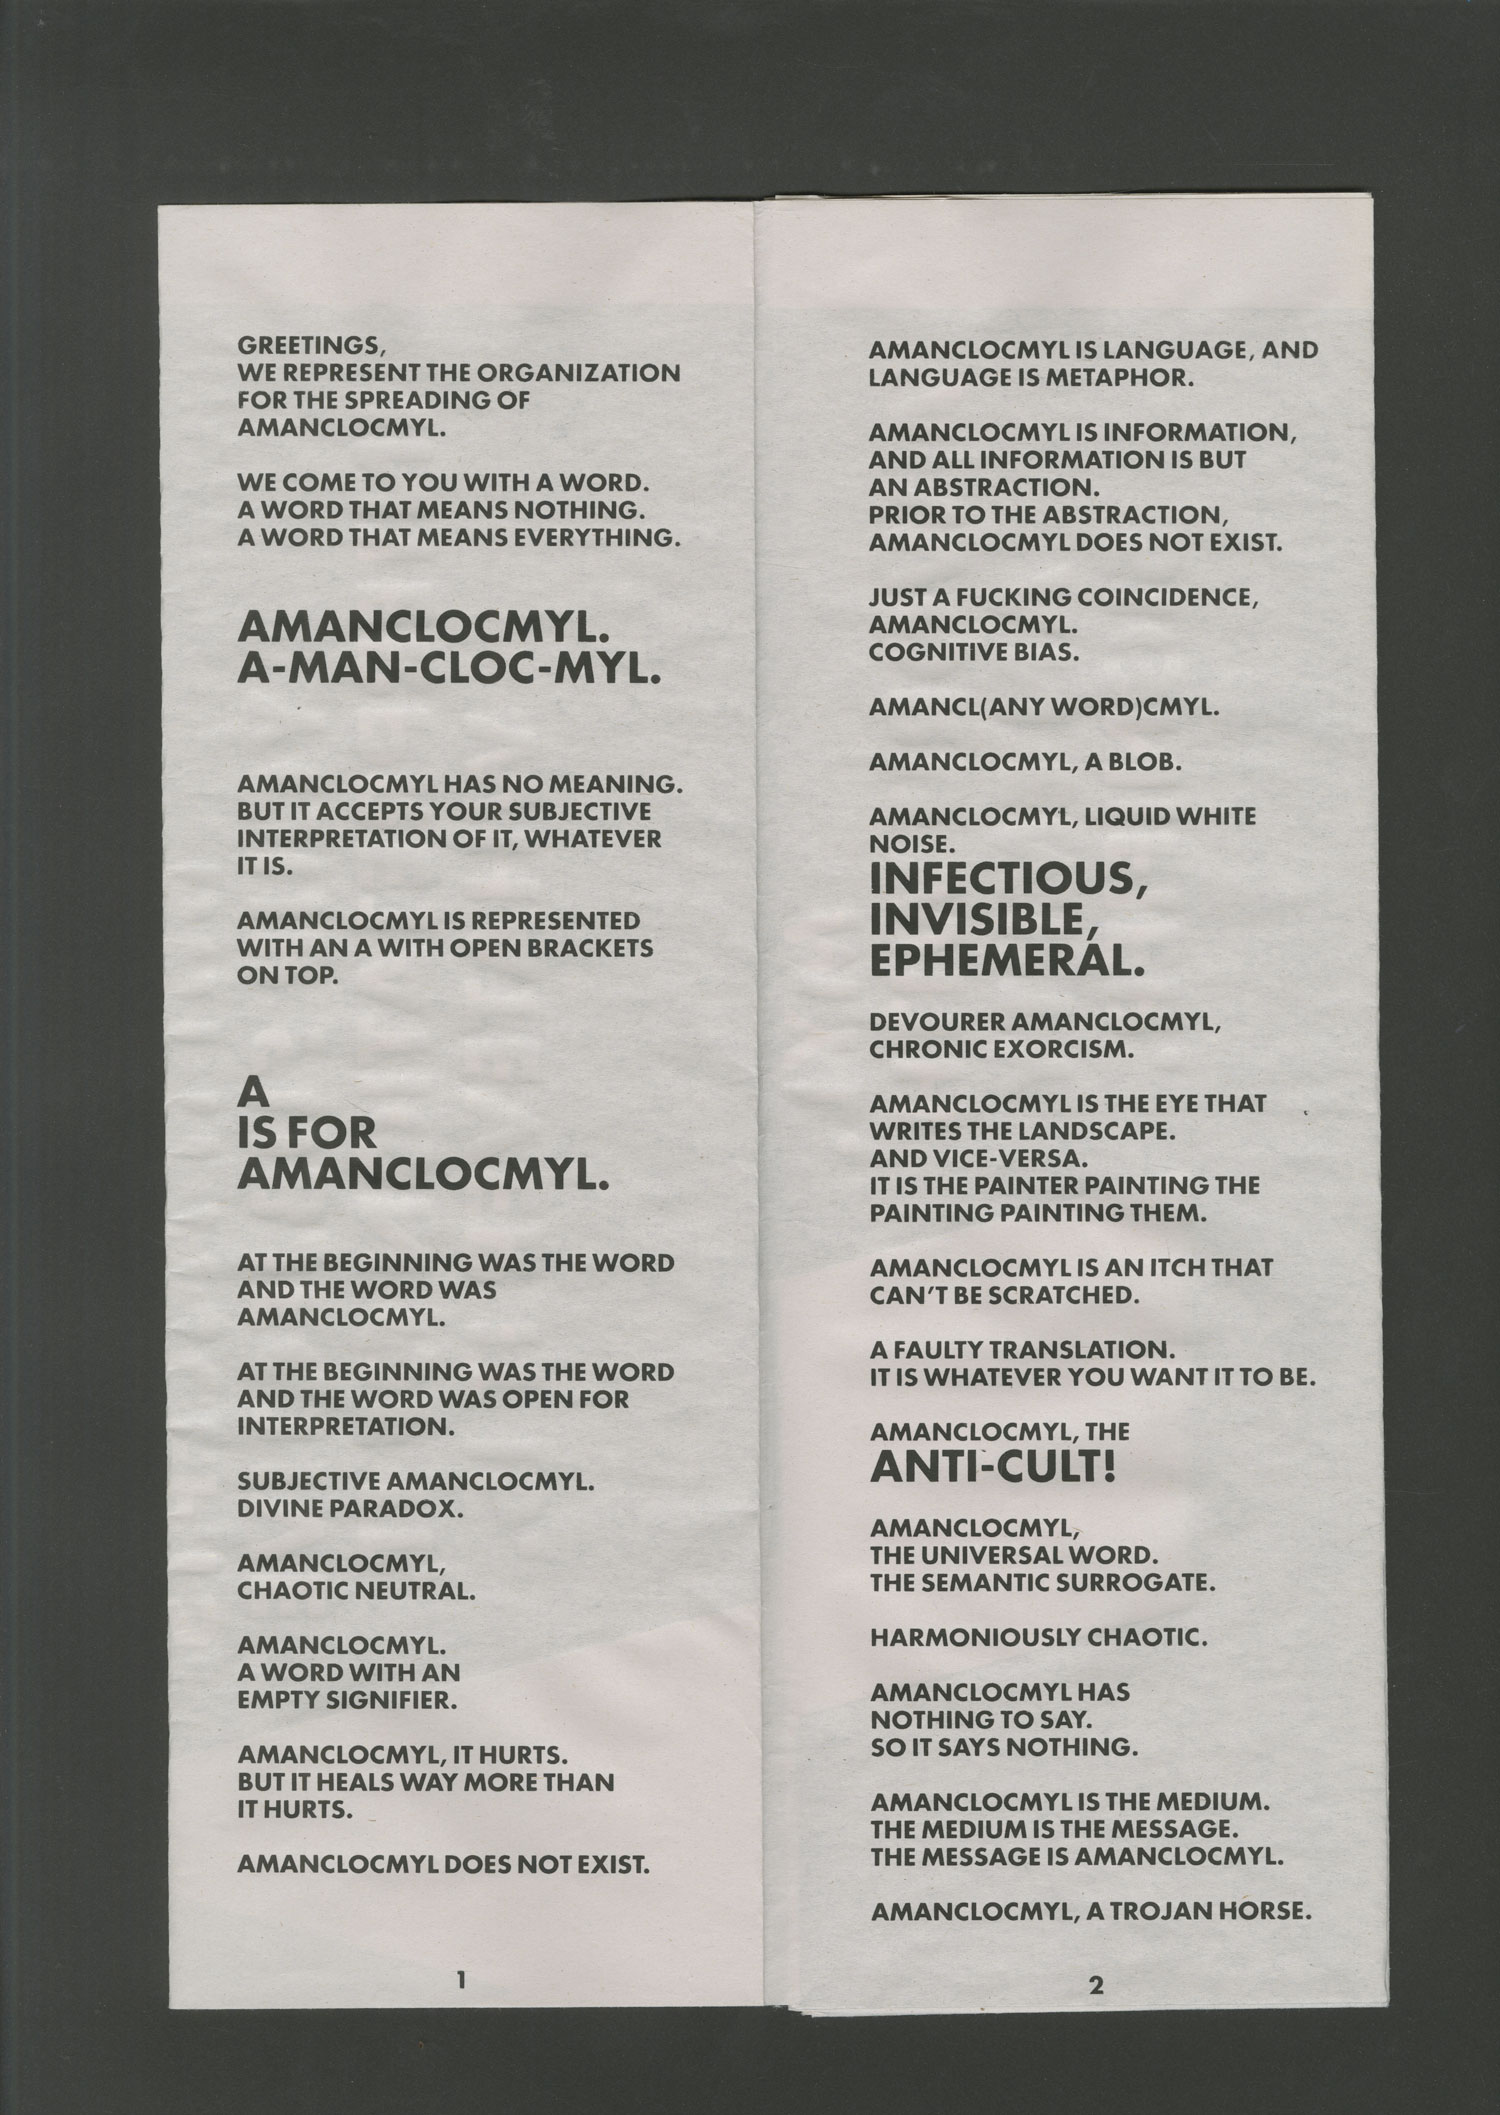 GREETINGS,
WE REPRESENT THE ORGANIZATION
FOR THE SPREADING OF
AMANCLOCMYL.
WE COME TO YOU WITH A WORD.
A WORD THAT MEANS NOTHING.
A WORD THAT MEANS EVERYTHING.
AMANCLOCMYL.
A-MAN-CLOC-MYL.
AMANCLOCMYL HAS NO MEANING.
BUT IT ACCEPTS YOUR SUBJECTIVE
INTERPRETATION OF IT, WHATEVER
IT IS.
AMANCLOCMYL IS REPRESENTED
WITH AN A WITH OPEN BRACKETS
ON TOP.
A
IS FOR
AMANCLOCMYL.
AT THE BEGINNING WAS THE WORD
AND THE WORD WAS
AMANCLOCMYL.
AT THE BEGINNING WAS THE WORD
AND THE WORD WAS OPEN FOR
INTERPRETATION.
SUBJECTIVE AMANCLOCMYL.
DIVINE PARADOX.
AMANCLOCMYL,
CHAOTIC NEUTRAL.
AMANCLOCMYL.
A WORD WITH AN
EMPTY SIGNIFIER.
AMANCLOCMYL, IT HURTS.
BUT IT HEALS WAY MORE THAN
IT HURTS.
AMANCLOCMYL DOES NOT EXIST.
1
AMANCLOCMYL IS LANGUAGE, AND
LANGUAGE IS METAPHOR.
AMANCLOCMYL IS INFORMATION,
AND ALL INFORMATION IS BUT
AN ABSTRACTION.
PRIOR TO THE ABSTRACTION,
AMANCLOCMYL DOES NOT EXIST.
JUST A FUCKING COINCIDENCE,
AMANCLOCMYL.
COGNITIVE BIAS.
AMANCL(ANY WORD)CMYL.
AMANCLOCMYL, A BLOB.
AMANCLOCMYL, LIQUID WHITE
NOISE.
INFECTIOUS,
INVISIBLE,
EPHEMERAL.
DEVOURER AMANCLOCMYL,
CHRONIC EXORCISM.
AMANCLOCMYL IS THE EYE THAT
WRITES THE LANDSCAPE.
AND VICE-VERSA.
IT IS THE PAINTER PAINTING THE
PAINTING PAINTING THEM.
AMANCLOCMYL IS AN ITCH THAT
CAN'T BE SCRATCHED.
A FAULTY TRANSLATION.
IT IS WHATEVER YOU WANT IT TO BE.
AMANCLOCMYL, THE
ANTI-CULT!
AMANCLOCMYL,
THE UNIVERSAL WORD.
THE SEMANTIC SURROGATE.
HARMONIOUSLY CHAOTIC.
AMANCLOCMYL HAS
NOTHING TO SAY.
SO IT SAYS NOTHING.
AMANCLOCMYL IS THE MEDIUM.
THE MEDIUM IS THE MESSAGE.
THE MESSAGE IS AMANCLOCMYL.
AMANCLOCMYL, A TROJAN HORSE.
2